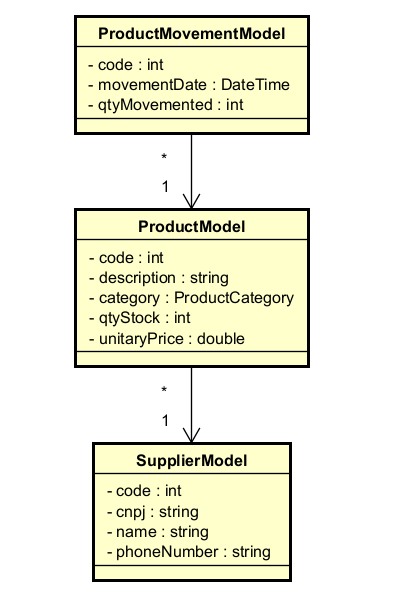 ProductMovementModel
- code : int
- movementDate : DateTime
- qtyMovemented : int
*
1
ProductModel
- code : int
- description : string
- category : ProductCategory
- qtyStock : int
- unitaryPrice : double
*
1
SupplierModel
- code : int
- cnpj : string
- name : string
- phoneNumber : string